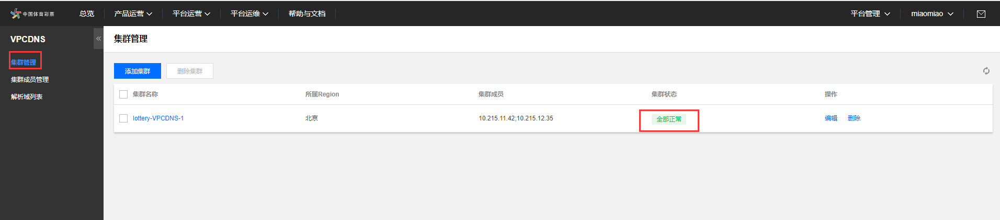 中国体育彩票 总览 产品运营 平台运营 平台运维 帮助与文档 平台管理 miaomiao
VPCDNS
集群管理
集群成员管理
解析域列表
集群管理
添加集群 删除集群
集群名称 所属Region 集群成员 集群状态 操作
lottery-VPCDNS-1 北京 10.215.11.42;10.215.12.35 全部正常 编辑 删除